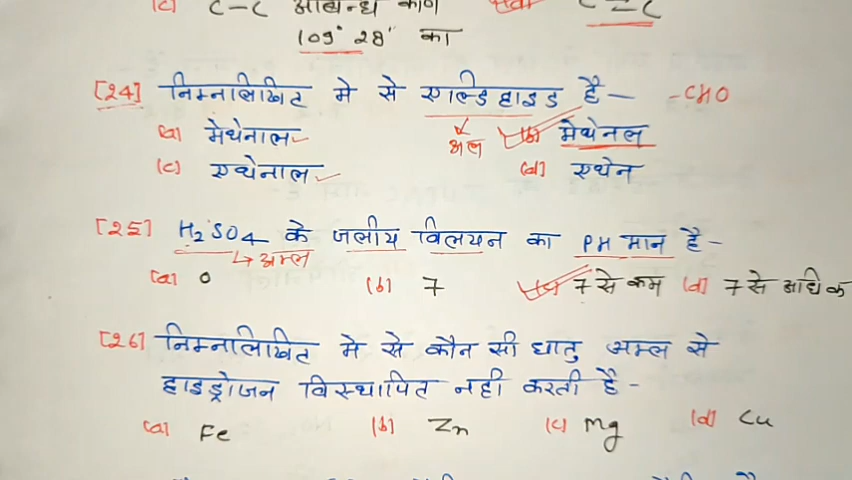 (c) C-C आबन्ध कोण
109° 28' का
[24] निम्नलिखित मे से एल्डिहाइड है- -CHO
(a) मेथेनाल (b) मेथेनल
अल
(c) एथेनाल (d) एथेन
[25] H2SO4 के जलीय विलयन का PH मान है-
अम्ल
(a) 0 (b) 7 7 से कम (d) 7 से अधिक
[26] निम्नलिखित मे से कौन सी धातु अम्ल से
हाइड्रोजन विस्थापित नही करती है-
(a) Fe (b) Zn (c) Mg (d) Cu